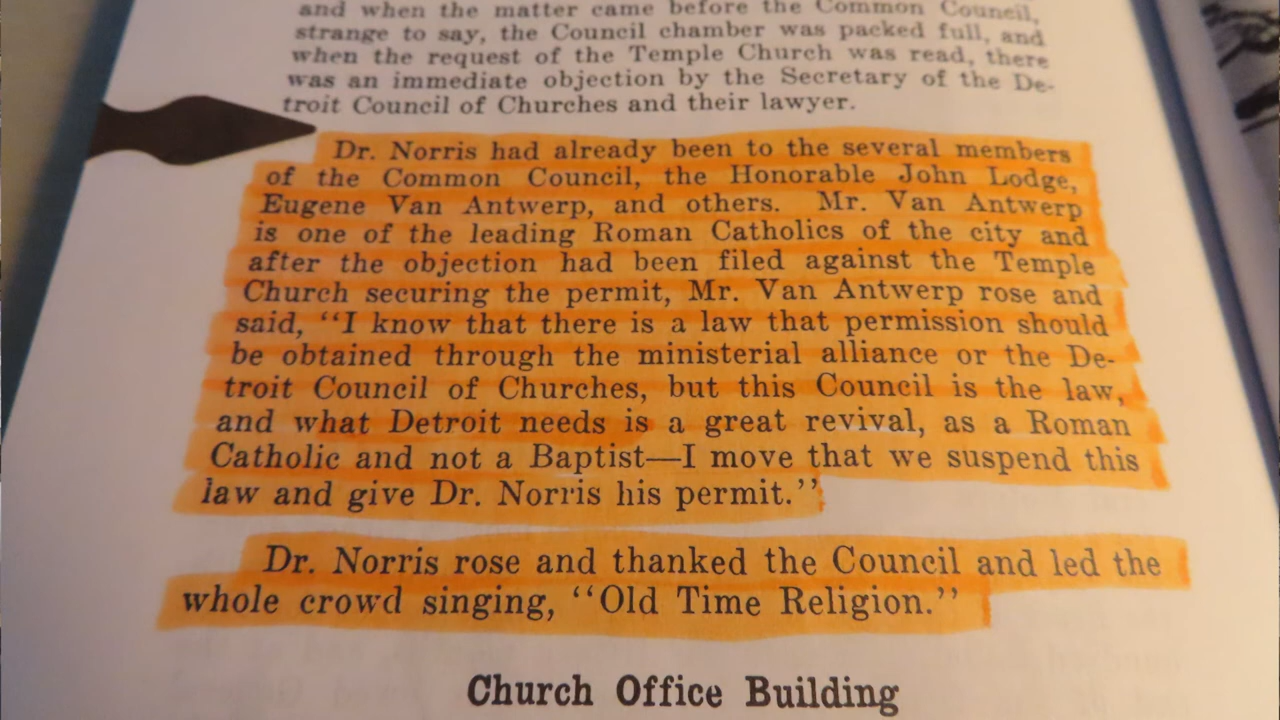 and when the matter came before the Common Council,
strange to say, the Council chamber was packed full, and
when the request of the Temple Church was read, there
was an immediate objection by the Secretary of the De-
troit Council of Churches and their lawyer.
Dr. Norris had already been to the several members
of the Common Council, the Honorable John Lodge,
Eugene Van Antwerp, and others. Mr. Van Antwerp
is one of the leading Roman Catholics of the city and
after the objection had been filed against the Temple
Church securing the permit, Mr. Van Antwerp rose and
said, ‘‘I know that there is a law that permission should
be obtained through the ministerial alliance or the De-
troit Council of Churches, but this Council is the law,
and what Detroit needs is a great revival, as a Roman
Catholic and not a Baptist—I move that we suspend this
law and give Dr. Norris his permit.’’
Dr. Norris rose and thanked the Council and led the
whole crowd singing, ‘‘Old Time Religion.’’
Church Office Building